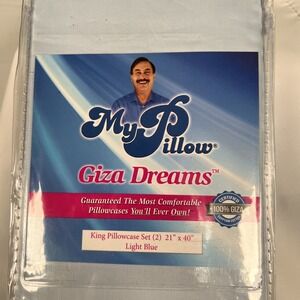 MyPillow®
Giza Dreams™
Guaranteed The Most Comfortable
Pillowcases You'll Ever Own!
CERTIFIED
100% GIZA
King Pillowcase Set (2) 21" x 40"
Light Blue